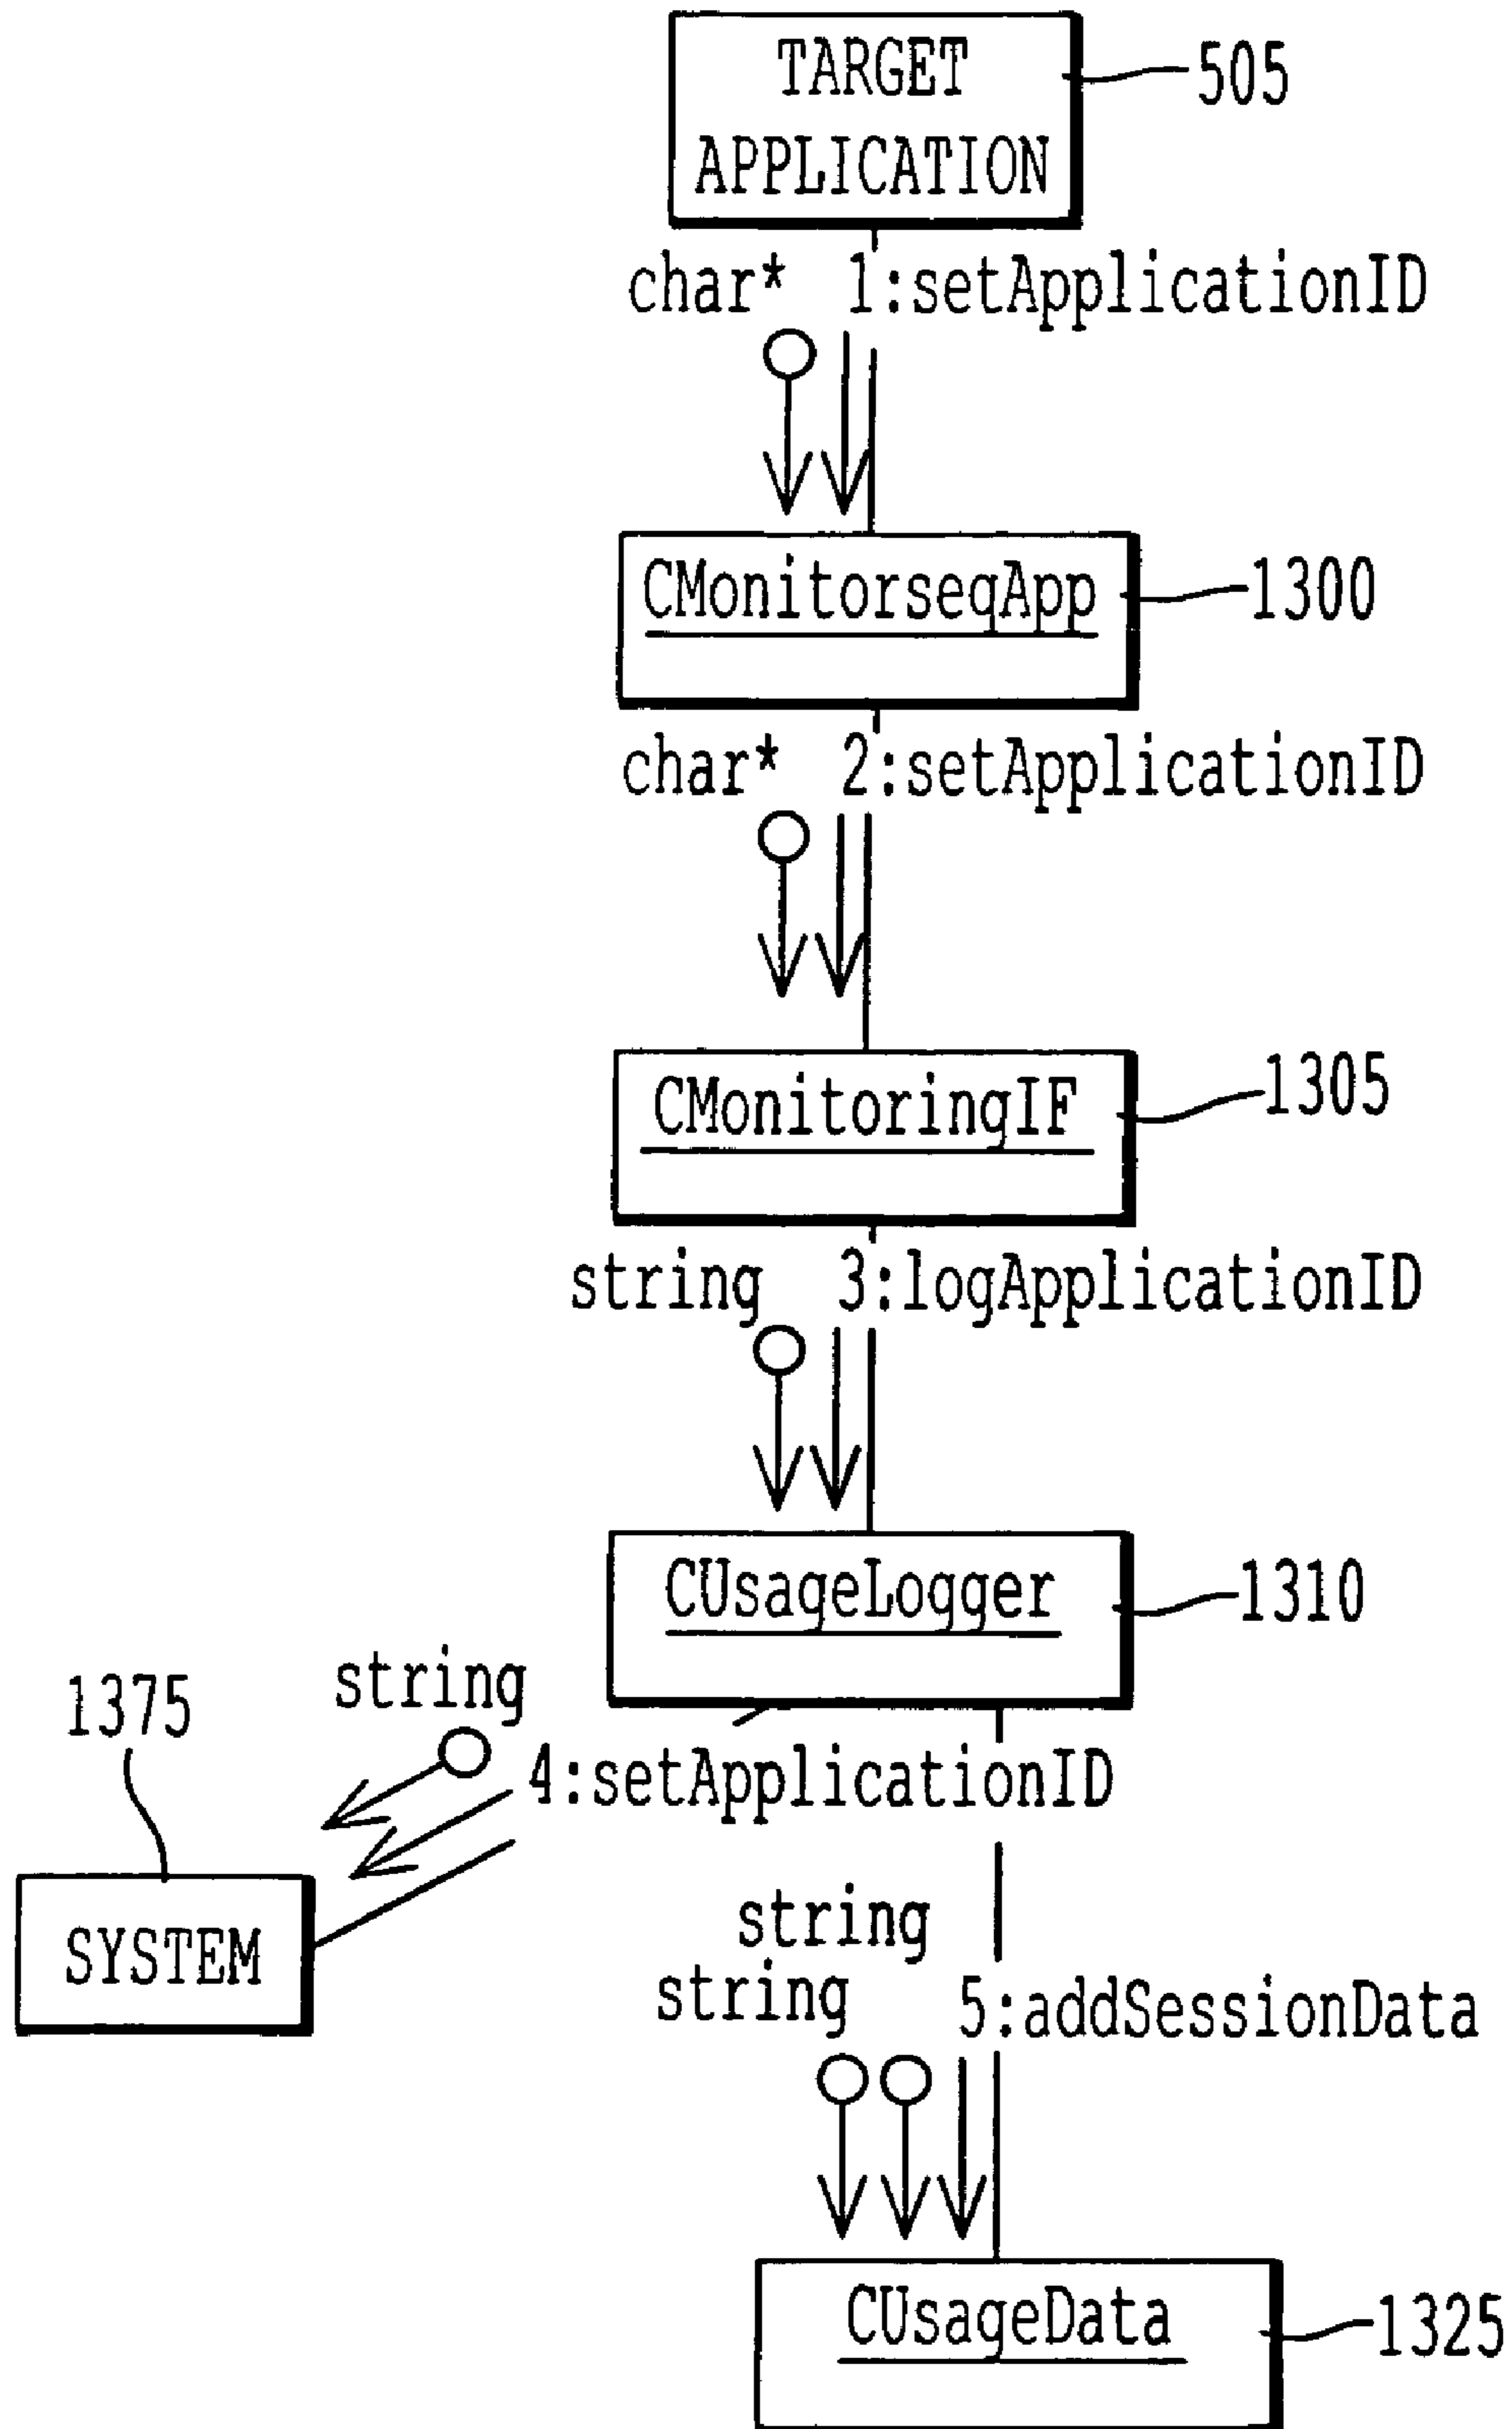 TARGET
APPLICATION
505
char* 1:setApplicationID
CMonitorseqApp
1300
char* 2:setApplicationID
CMonitoringIF
1305
string 3:logApplicationID
CUsageLogger
1310
1375
string
4:setApplicationID
SYSTEM
string
string
5:addSessionData
CUsageData
1325